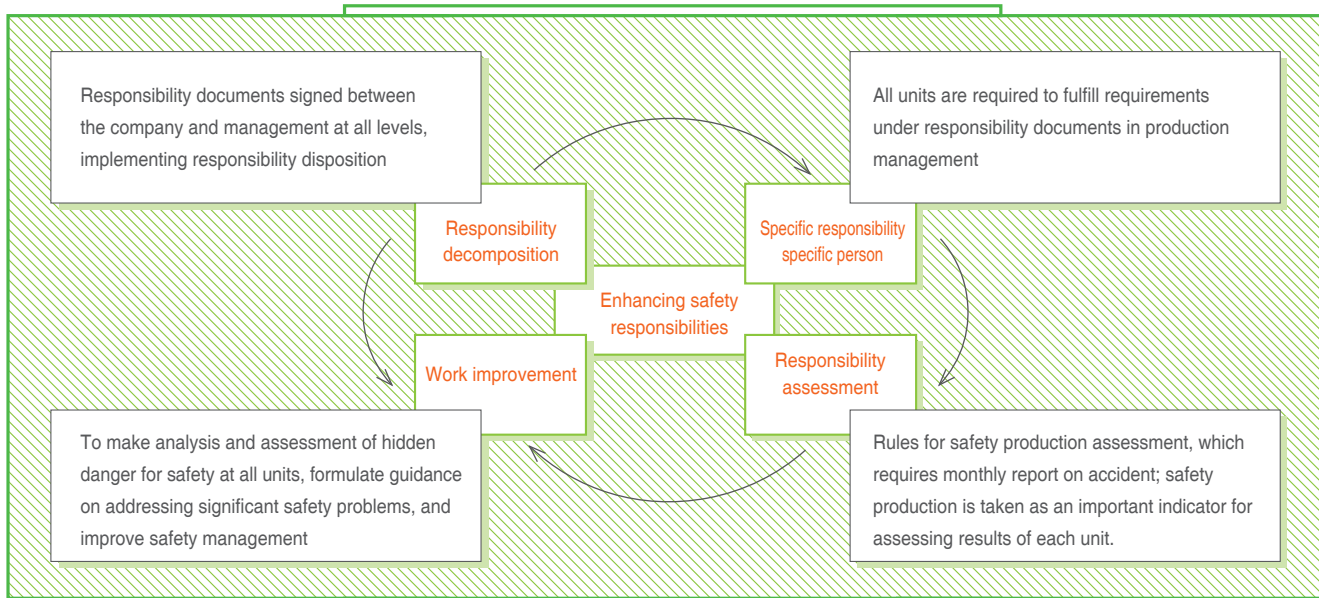 Responsibility documents signed between
the company and management at all levels,
implementing responsibility disposition
All units are required to fulfill requirements
under responsibility documents in production
management
Responsibility
decomposition
Specific responsibility
specific person
Enhancing safety
responsibilities
Work improvement
Responsibility
assessment
To make analysis and assessment of hidden
danger for safety at all units, formulate guidance
on addressing significant safety problems, and
improve safety management
Rules for safety production assessment, which
requires monthly report on accident; safety
production is taken as an important indicator for
assessing results of each unit.